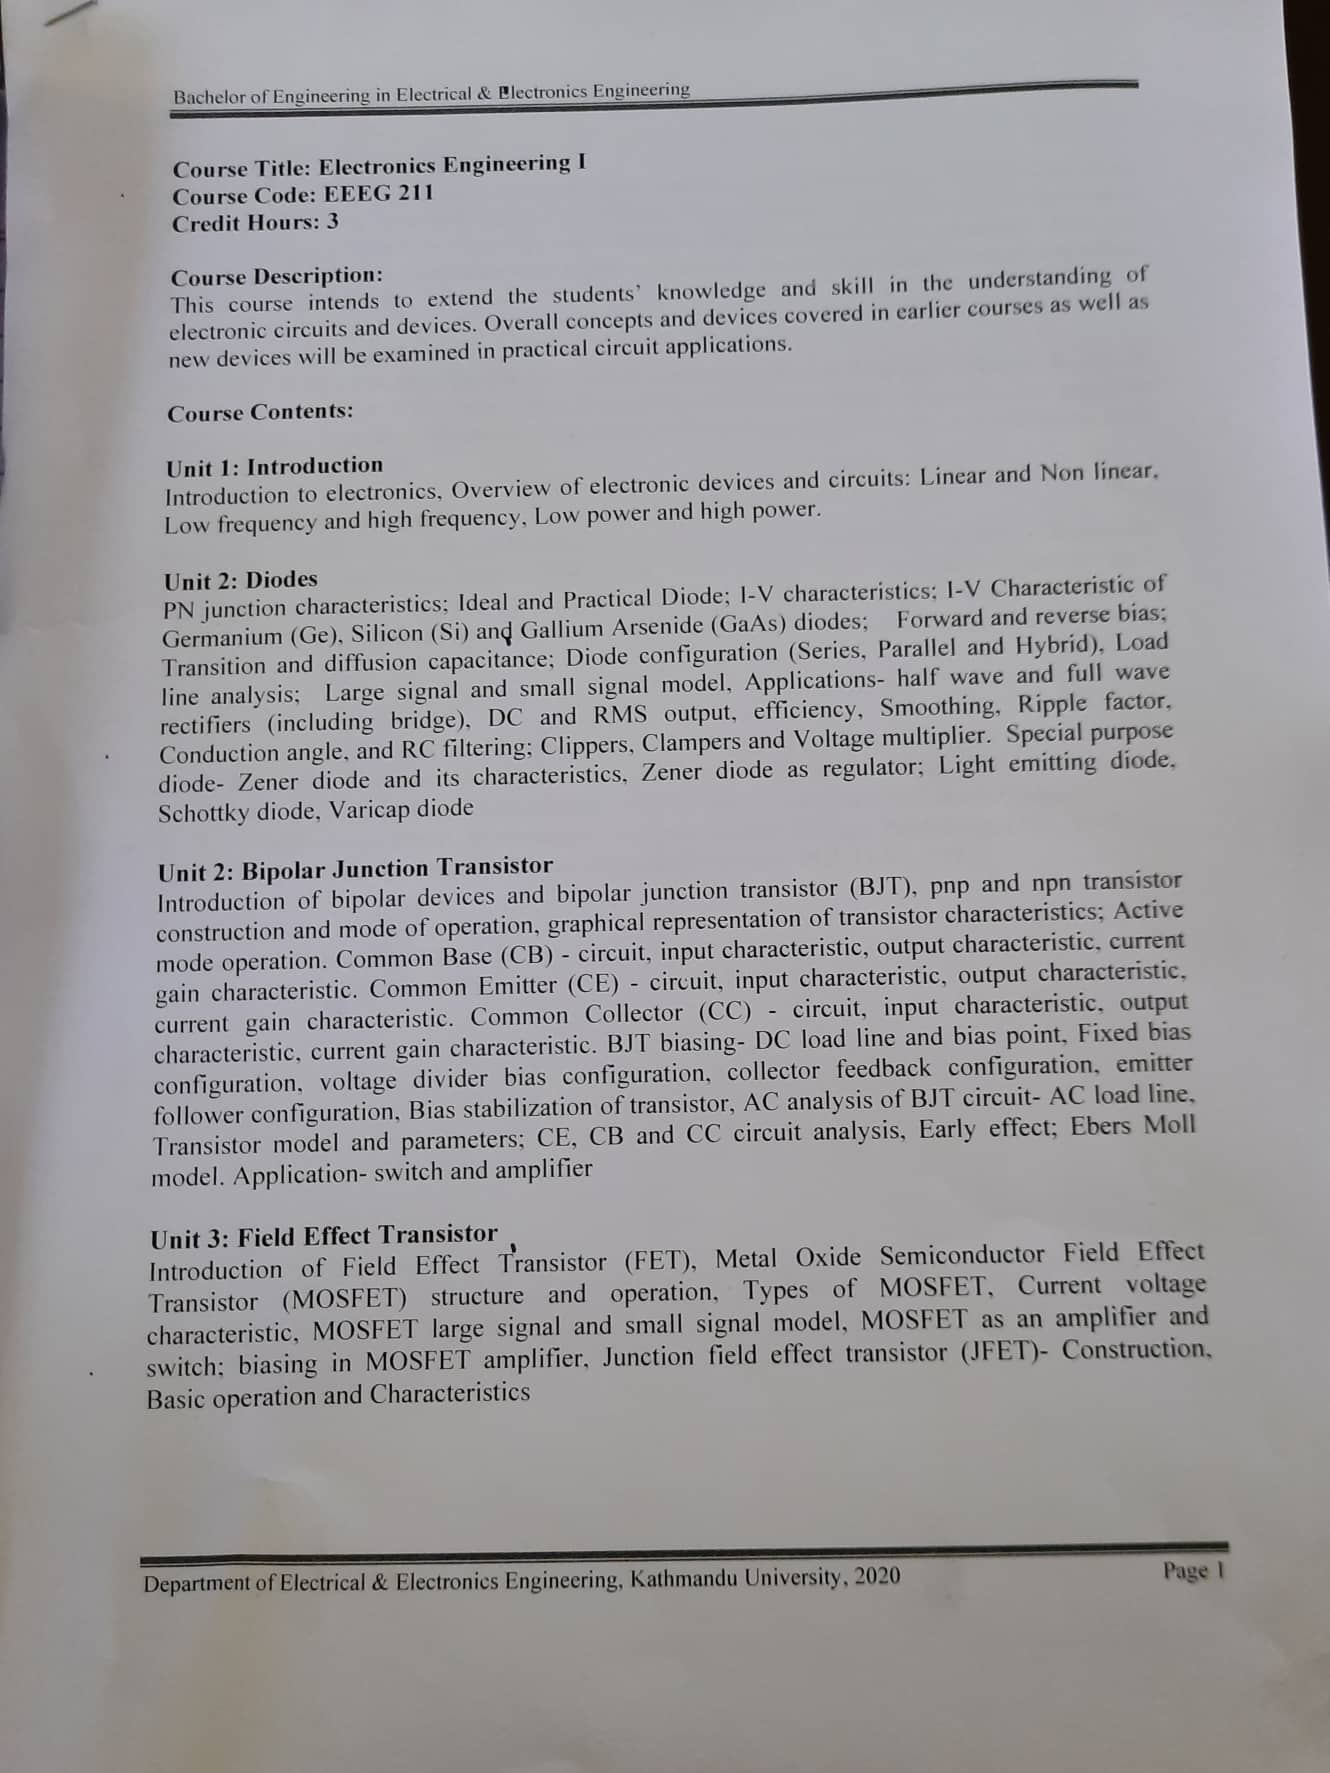 Bachelor of Engineering in Electrical & Electronics Engineering
Course Title: Electronics Engineering I
Course Code: EEEG 211
Credit Hours: 3
Course Description:
This course intends to extend the students' knowledge and skill in the understanding of
electronic circuits and devices. Overall concepts and devices covered in earlier courses as well as
new devices will be examined in practical circuit applications.
Course Contents:
Unit 1: Introduction
Introduction to electronics, Overview of electronic devices and circuits: Linear and Non linear,
Low frequency and high frequency, Low power and high power.
Unit 2: Diodes
PN junction characteristics; Ideal and Practical Diode; I-V characteristics; I-V Characteristic of
Germanium (Ge), Silicon (Si) and Gallium Arsenide (GaAs) diodes; Forward and reverse bias;
Transition and diffusion capacitance; Diode configuration (Series, Parallel and Hybrid), Load
line analysis; Large signal and small signal model, Applications- half wave and full wave
rectifiers (including bridge), DC and RMS output, efficiency, Smoothing, Ripple factor,
Conduction angle, and RC filtering; Clippers, Clampers and Voltage multiplier. Special purpose
diode- Zener diode and its characteristics, Zener diode as regulator; Light emitting diode,
Schottky diode, Varicap diode
Unit 2: Bipolar Junction Transistor
Introduction of bipolar devices and bipolar junction transistor (BJT), pnp and npn transistor
construction and mode of operation, graphical representation of transistor characteristics; Active
mode operation. Common Base (CB) - circuit, input characteristic, output characteristic, current
gain characteristic. Common Emitter (CE) - circuit, input characteristic, output characteristic,
current gain characteristic. Common Collector (CC) - circuit, input characteristic, output
characteristic, current gain characteristic. BJT biasing- DC load line and bias point, Fixed bias
configuration, voltage divider bias configuration, collector feedback configuration, emitter
follower configuration, Bias stabilization of transistor, AC analysis of BJT circuit- AC load line,
Transistor model and parameters; CE, CB and CC circuit analysis, Early effect; Ebers Moll
model. Application- switch and amplifier
Unit 3: Field Effect Transistor
Introduction of Field Effect Transistor (FET), Metal Oxide Semiconductor Field Effect
Transistor (MOSFET) structure and operation, Types of MOSFET, Current voltage
characteristic, MOSFET large signal and small signal model, MOSFET as an amplifier and
switch; biasing in MOSFET amplifier, Junction field effect transistor (JFET)- Construction,
Basic operation and Characteristics
Department of Electrical & Electronics Engineering, Kathmandu University, 2020
Page 1